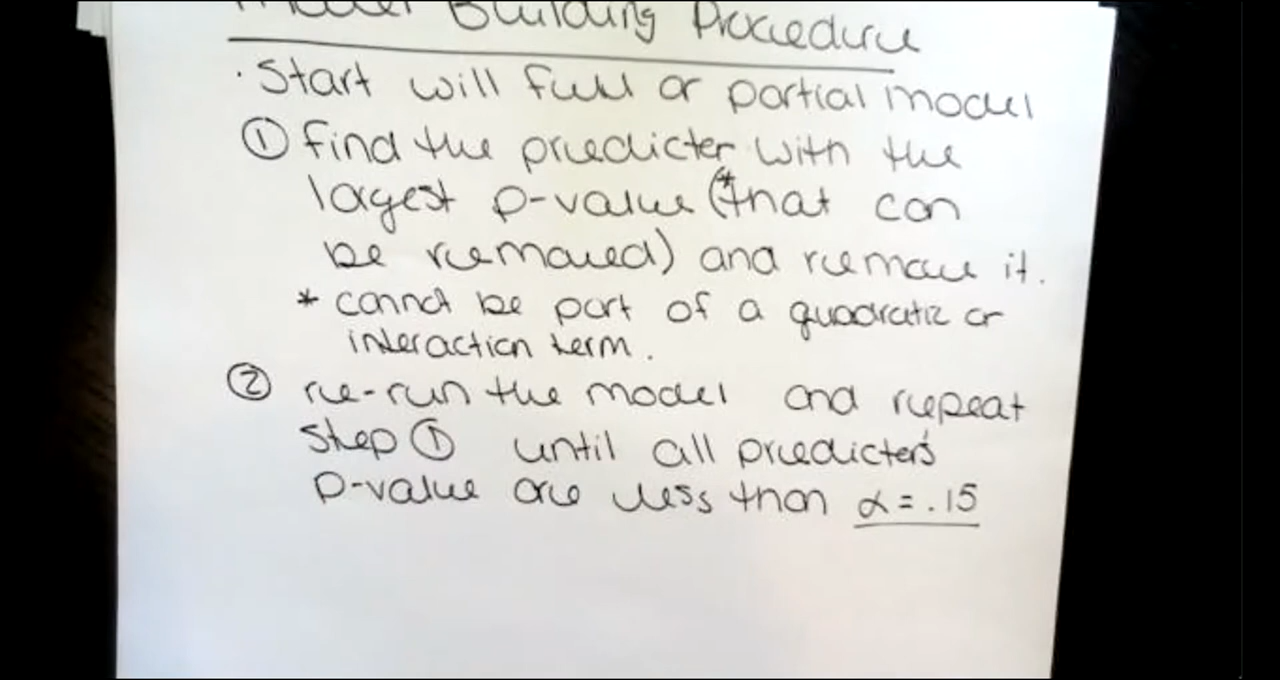 Model Building Procedure
· Start will full or partial model
① find the predicter with the
largest p-value (*that can
be removed) and remove it.
* cannot be part of a quadratic or
interaction term.
② re-run the model and repeat
step ① until all predicter's
p-value are less than α = .15